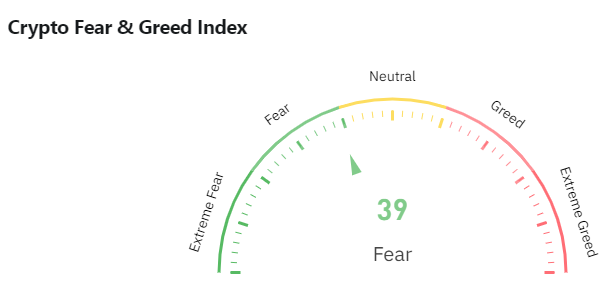 Crypto Fear & Greed Index
Neutral
Fear
Greed
Extreme Fear
Extreme Greed
39
Fear